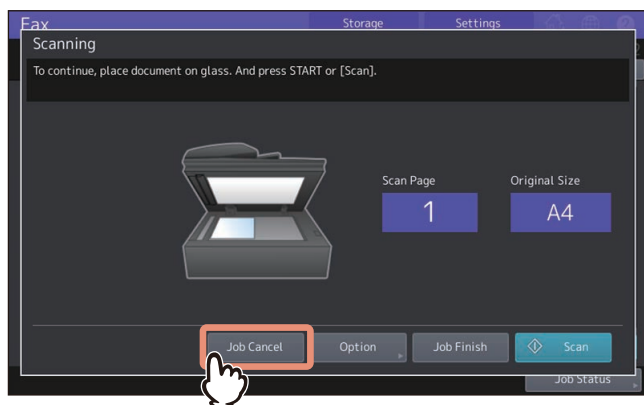 Fax
Storage
Settings
Scanning
To continue, place document on glass. And press START or [Scan].
Scan Page
Original Size
1
A4
Job Cancel
Option
Job Finish
Scan
Job Status